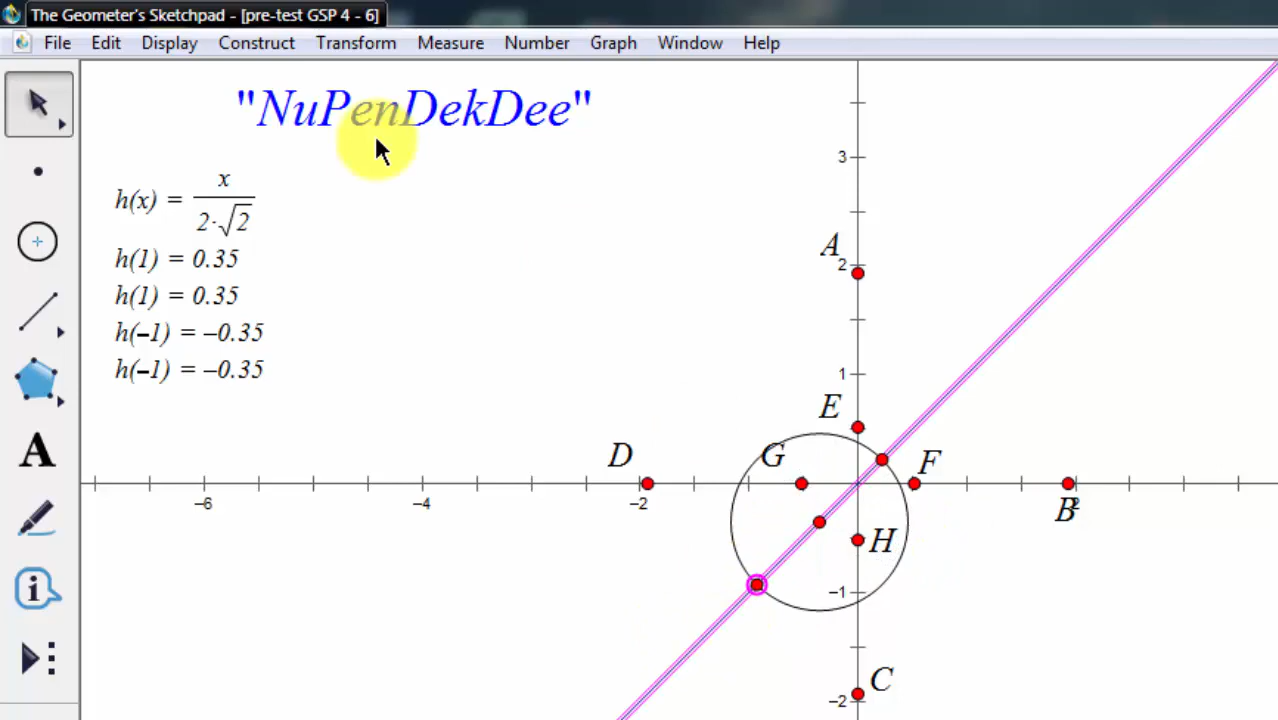 The Geometer's Sketchpad - [pre-test GSP 4 - 6]
File Edit Display Construct Transform Measure Number Graph Window Help
"NuPenDekDee"
h(x) = x / 2·√2
h(1) = 0.35
h(1) = 0.35
h(−1) = −0.35
h(−1) = −0.35
A
i
3
A
2
1
E
D
G
F
-6
-4
-2
2
B
H
-1
C
-2